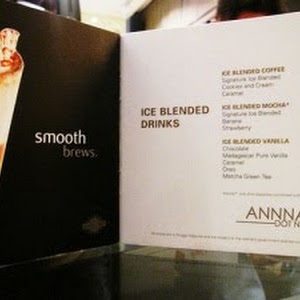 smooth
brews.
ICE BLENDED
DRINKS
ICE BLENDED COFFEE
Signature Ice Blended
Cookies and Cream
Caramel
ICE BLENDED MOCHA*
Signature Ice Blended
Banana
Strawberry
ICE BLENDED VANILLA
Chocolate
Madagascar Pure Vanilla
Caramel
Oreo
Matcha Green Tea
ANNNA
DOT N